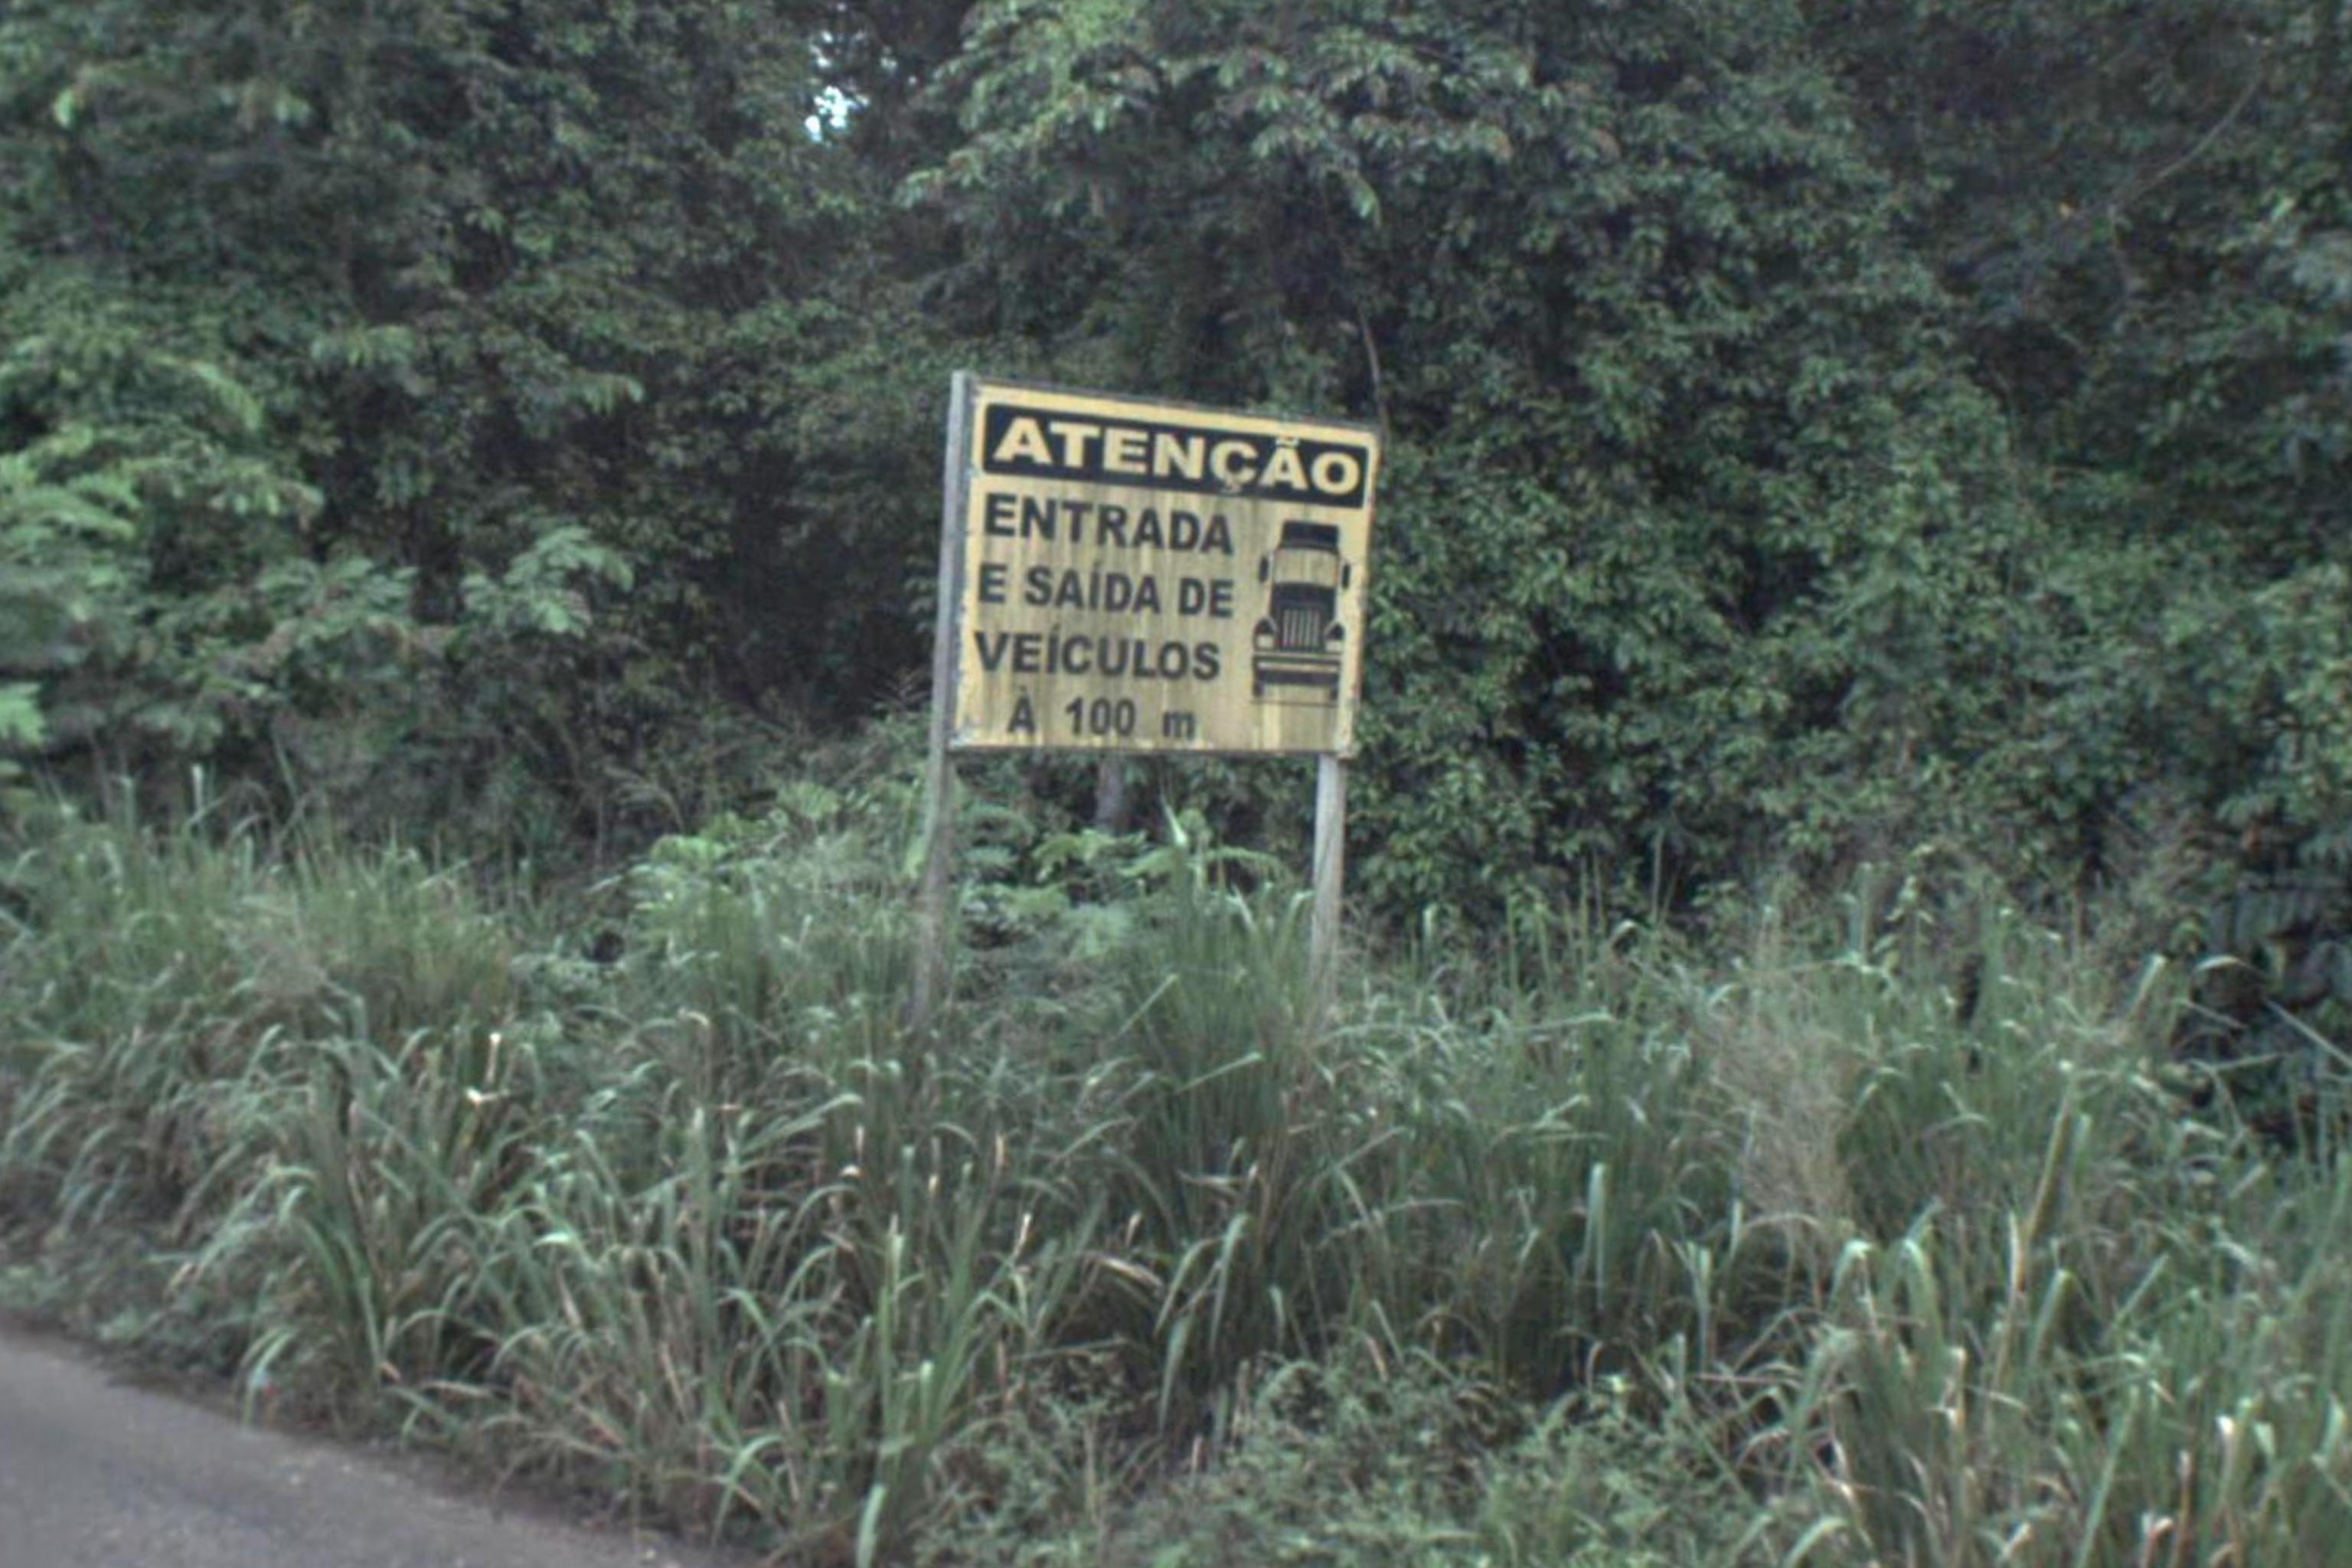 ATENÇÃO
ENTRADA
E SAÍDA DE
VEÍCULOS
À 100 m